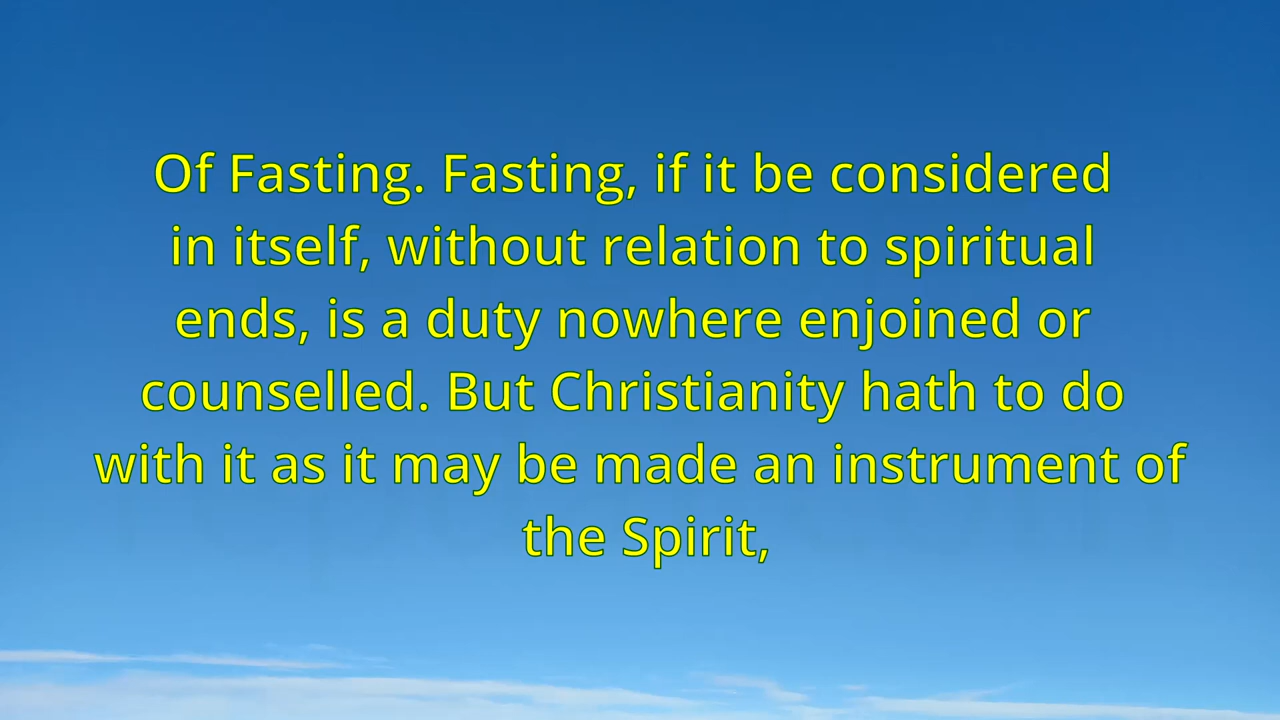 Of Fasting. Fasting, if it be considered
in itself, without relation to spiritual
ends, is a duty nowhere enjoined or
counselled. But Christianity hath to do
with it as it may be made an instrument of
the Spirit,